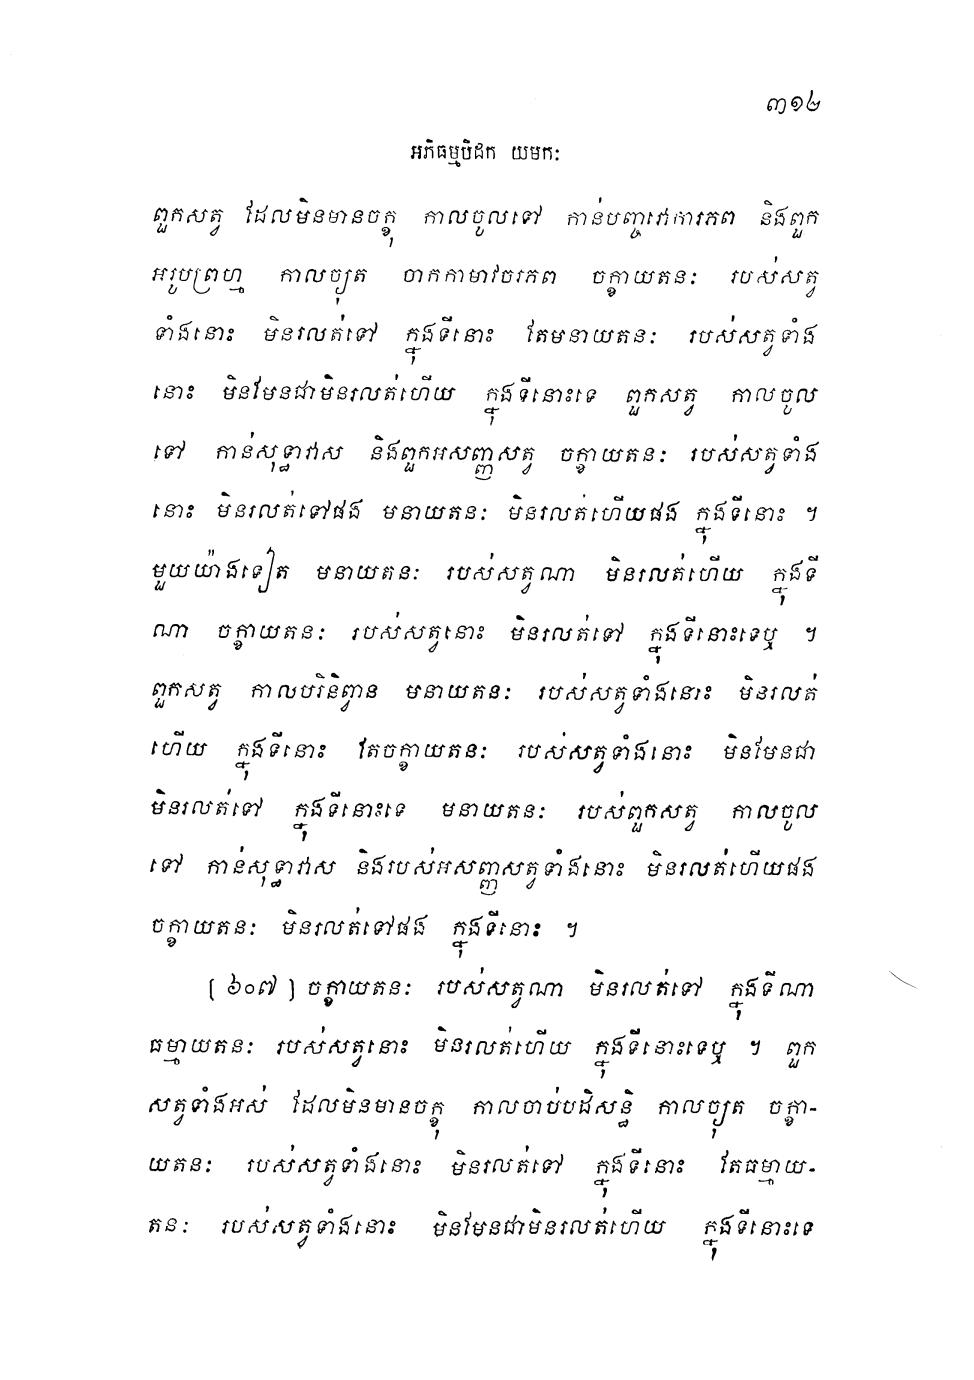 ៣១២
អភិធម្មបិដក យមកៈ
ពួកសត្វ ដែលមិនមានចក្ខុ កាលចូលទៅ កាន់បញ្ចវោការភព និងពួក
អរូបព្រហ្ម កាលច្យុត ចាកកាមាវចរភព ចក្ខាយតនៈ របស់សត្វ
ទាំងនោះ មិនរលត់ទៅ ក្នុងទីនោះ តែមនាយតនៈ របស់សត្វទាំង
នោះ មិនមែនជាមិនរលត់ហើយ ក្នុងទីនោះទេ ពួកសត្វ កាលចូល
ទៅ កាន់សុទ្ធាវាស និងពួកអសញ្ញសត្វ ចក្ខាយតនៈ របស់សត្វទាំង
នោះ មិនរលត់ទៅផង មនាយតនៈ មិនរលត់ហើយផង ក្នុងទីនោះ ។
មួយយ៉ាងទៀត មនាយតនៈ របស់សត្វណា មិនរលត់ហើយ ក្នុងទី
ណា ចក្ខាយតនៈ របស់សត្វនោះ មិនរលត់ទៅ ក្នុងទីនោះទេឬ ។
ពួកសត្វ កាលបរិនិព្វាន មនាយតនៈ របស់សត្វទាំងនោះ មិនរលត់
ហើយ ក្នុងទីនោះ តែចក្ខាយតនៈ របស់សត្វទាំងនោះ មិនមែនជា
មិនរលត់ទៅ ក្នុងទីនោះទេ មនាយតនៈ របស់ពួកសត្វ កាលចូល
ទៅ កាន់សុទ្ធាវាស និងរបស់អសញ្ញសត្វទាំងនោះ មិនរលត់ហើយផង
ចក្ខាយតនៈ មិនរលត់ទៅផង ក្នុងទីនោះ ។
[ ៦០៧ ] ចក្ខាយតនៈ របស់សត្វណា មិនរលត់ទៅ ក្នុងទីណា
ធម្មាយតនៈ របស់សត្វនោះ មិនរលត់ហើយ ក្នុងទីនោះទេឬ ។ ពួក
សត្វទាំងអស់ ដែលមិនមានចក្ខុ កាលចាប់បដិសន្ធិ កាលច្យុត ចក្ខា-
យតនៈ របស់សត្វទាំងនោះ មិនរលត់ទៅ ក្នុងទីនោះ តែធម្មាយ-
តនៈ របស់សត្វទាំងនោះ មិនមែនជាមិនរលត់ហើយ ក្នុងទីនោះទេ